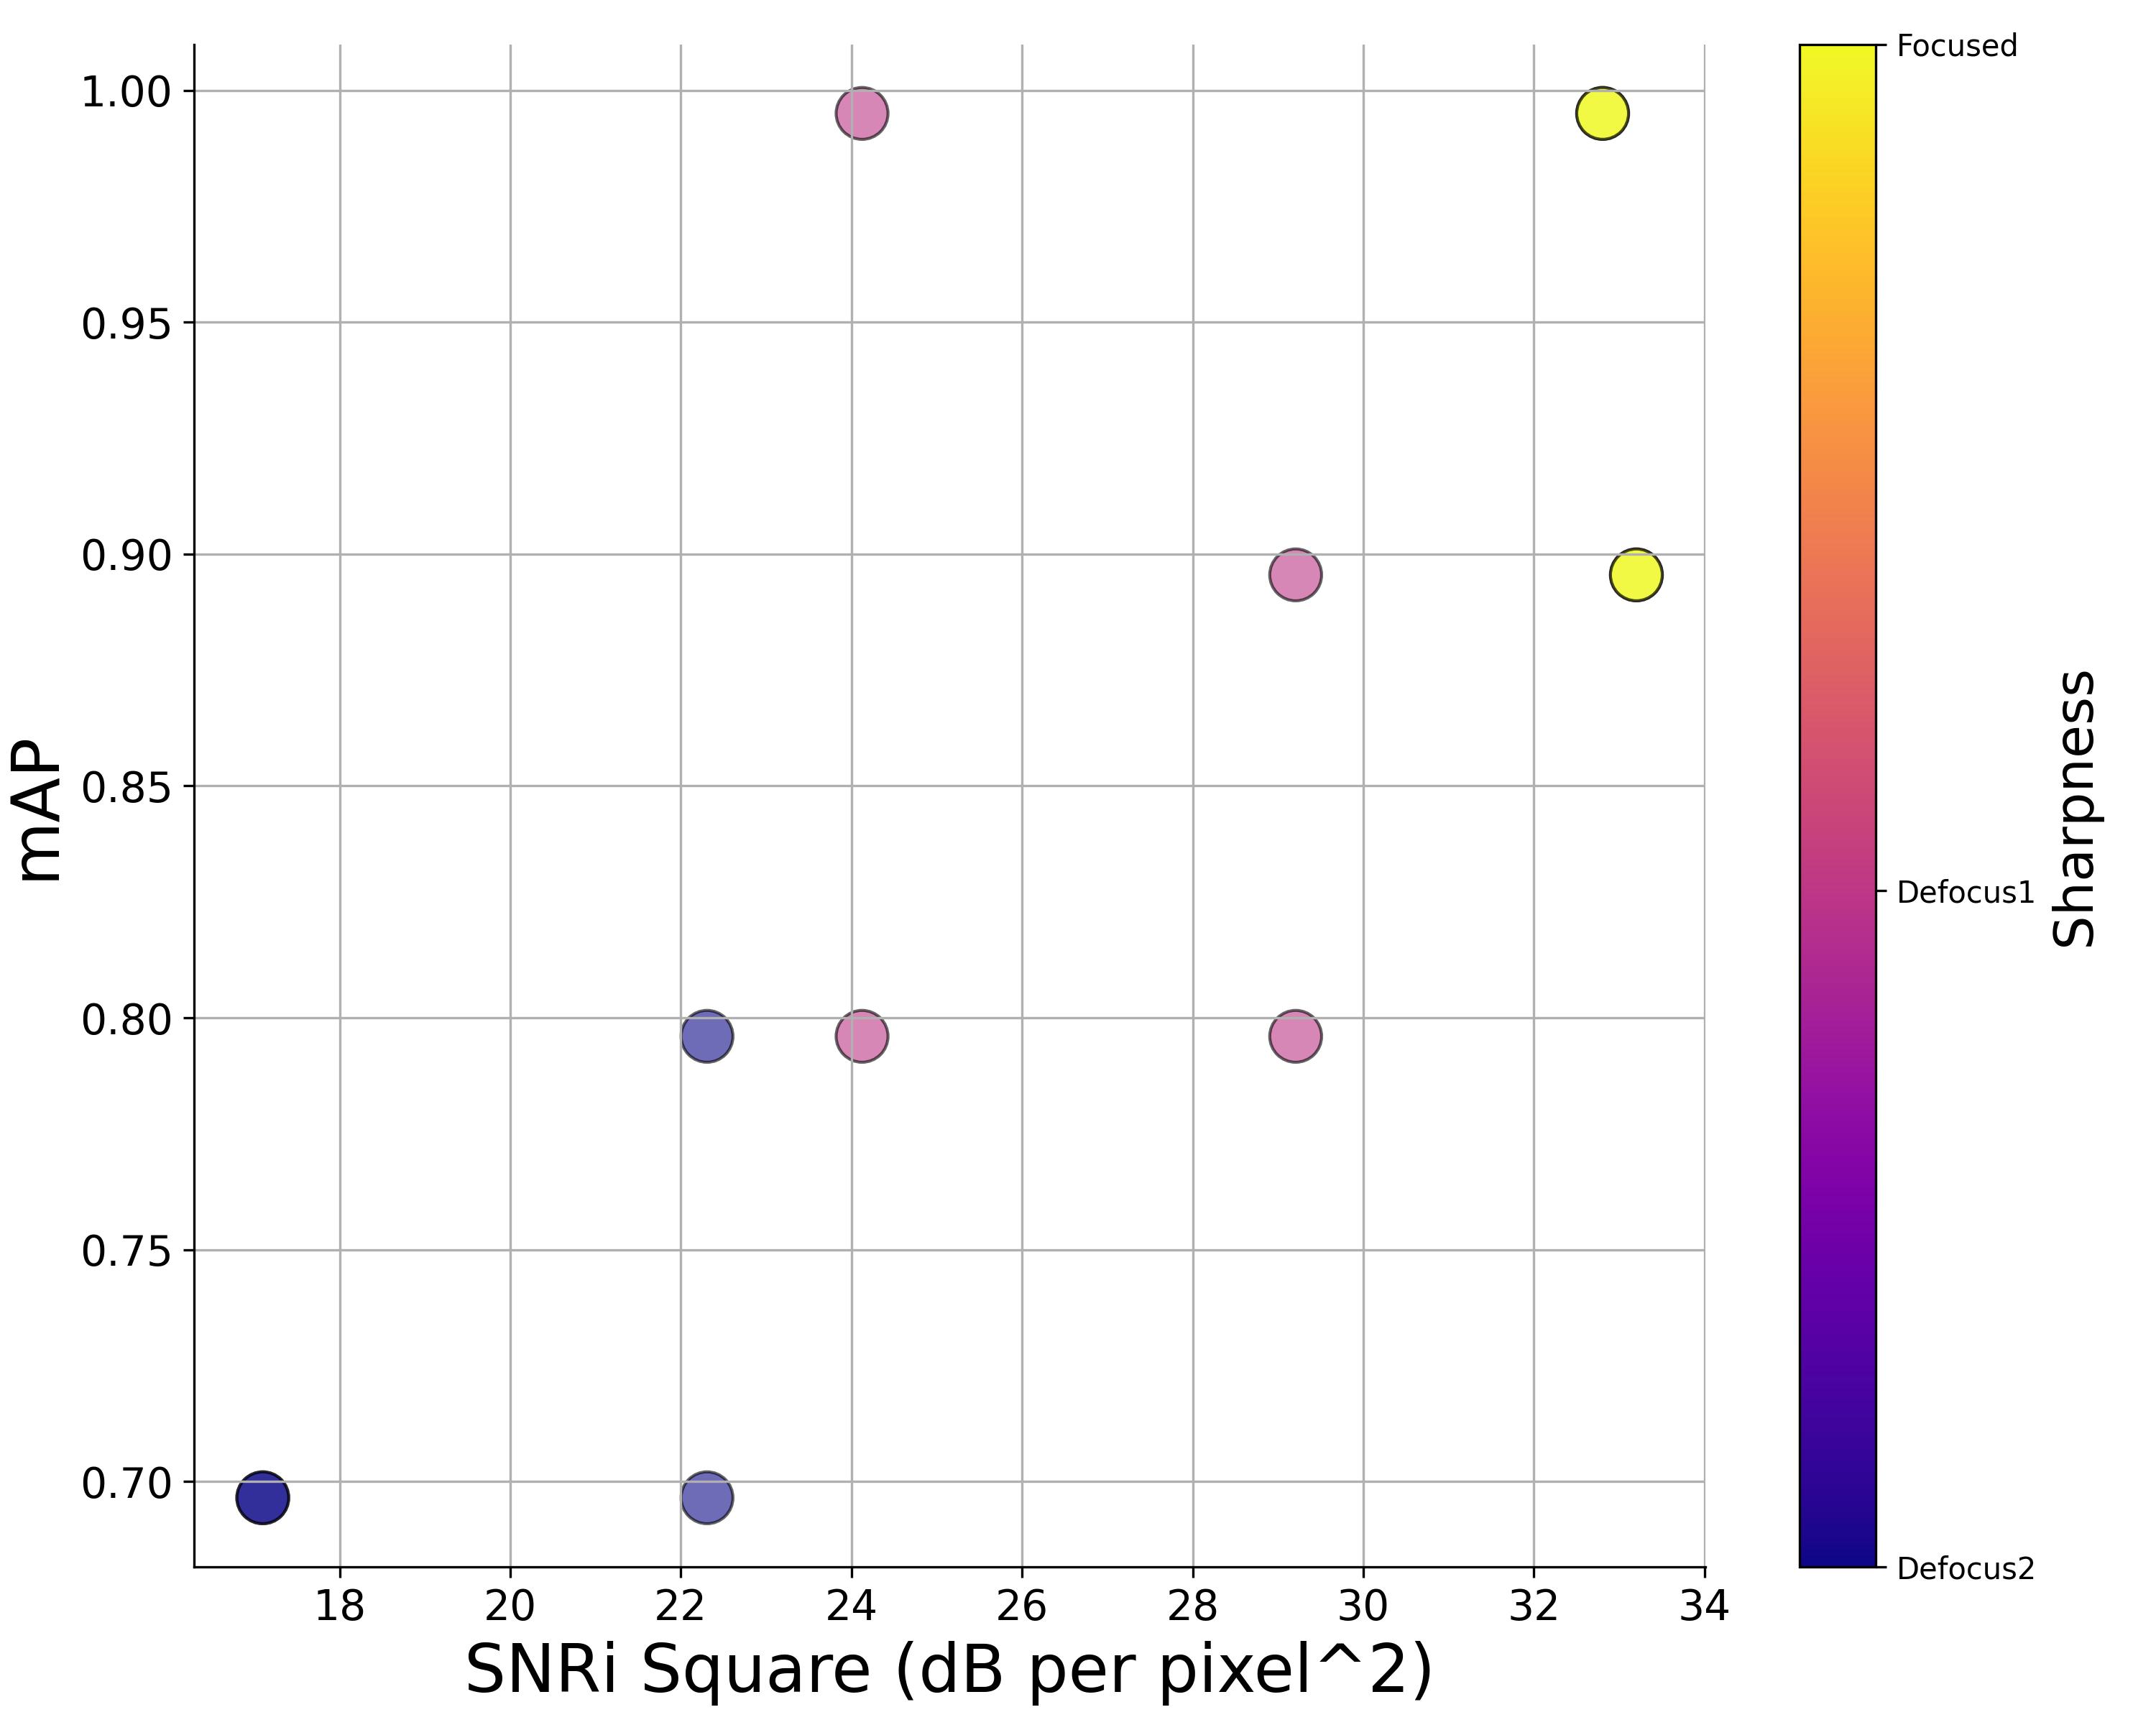 mAP
1.00
0.95
0.90
0.85
0.80
0.75
0.70
18 20 22 24 26 28 30 32 34
SNRi Square (dB per pixel^2)
Focused
Defocus1
Defocus2
Sharpness